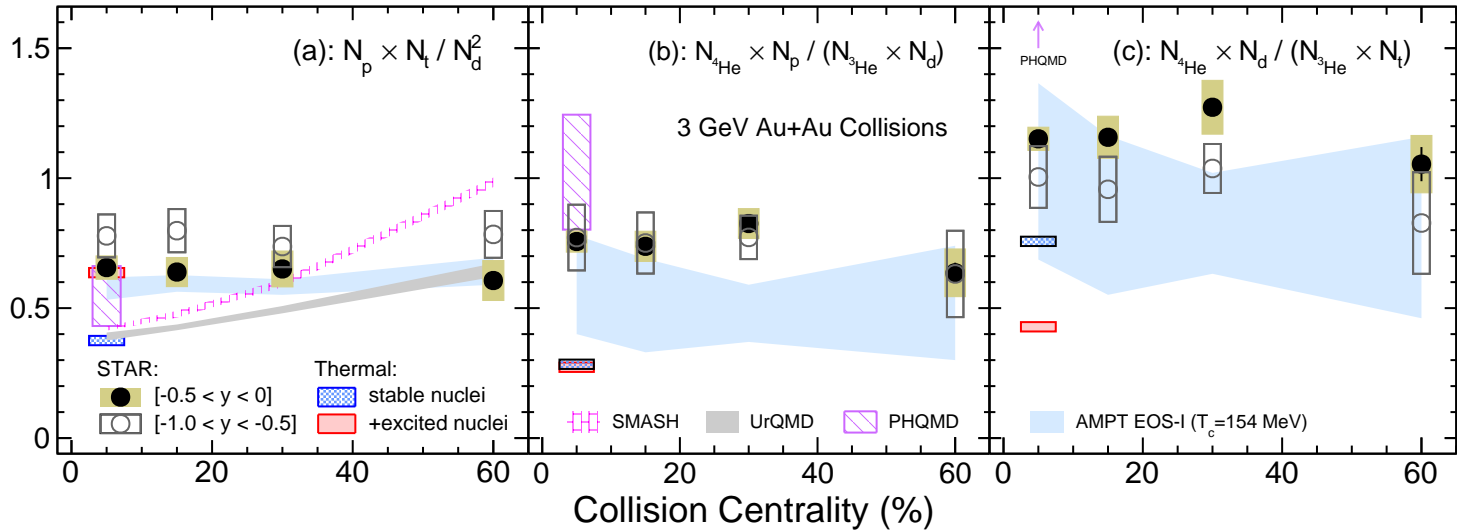 (a): N_p × N_t / N_d^2
(b): N_4He × N_p / (N_3He × N_d)
(c): N_4He × N_d / (N_3He × N_t)
PHQMD
3 GeV Au+Au Collisions
1.5
1
0.5
0
STAR:
[-0.5 < y < 0]
[-1.0 < y < -0.5]
Thermal:
stable nuclei
+excited nuclei
SMASH
UrQMD
PHQMD
AMPT EOS-I (T_c=154 MeV)
0 20 40 60
0 20 40 60
0 20 40 60
Collision Centrality (%)